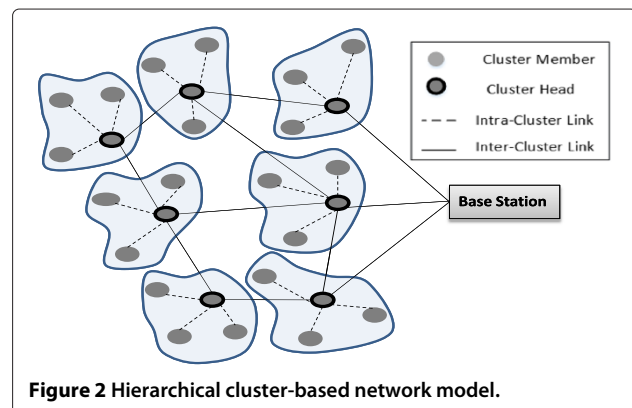 Cluster Member
Cluster Head
Intra-Cluster Link
Inter-Cluster Link
Base Station
Figure 2 Hierarchical cluster-based network model.